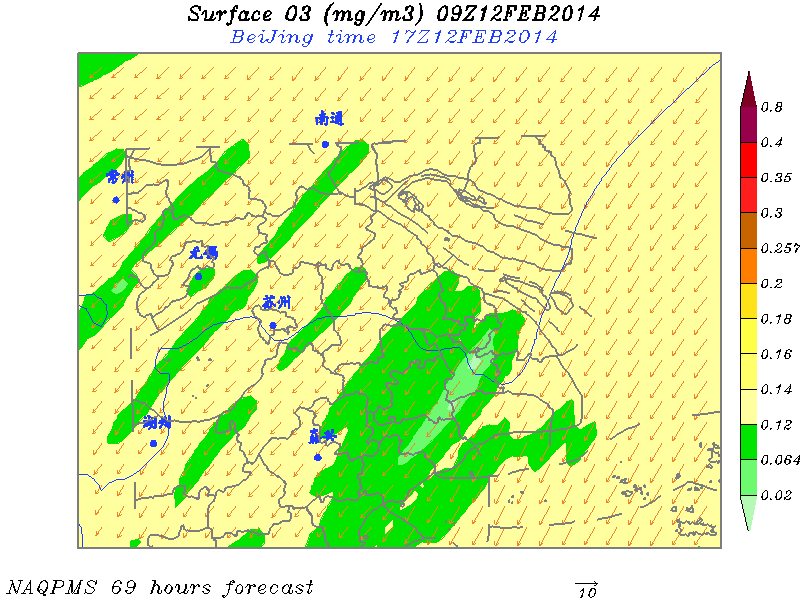 Surface O3 (mg/m3) 09Z12FEB2014
BeiJing time 17Z12FEB2014
南通
常州
无锡
苏州
湖州
嘉兴
0.8
0.4
0.35
0.3
0.257
0.2
0.18
0.16
0.14
0.12
0.064
0.02
NAQPMS 69 hours forecast
10